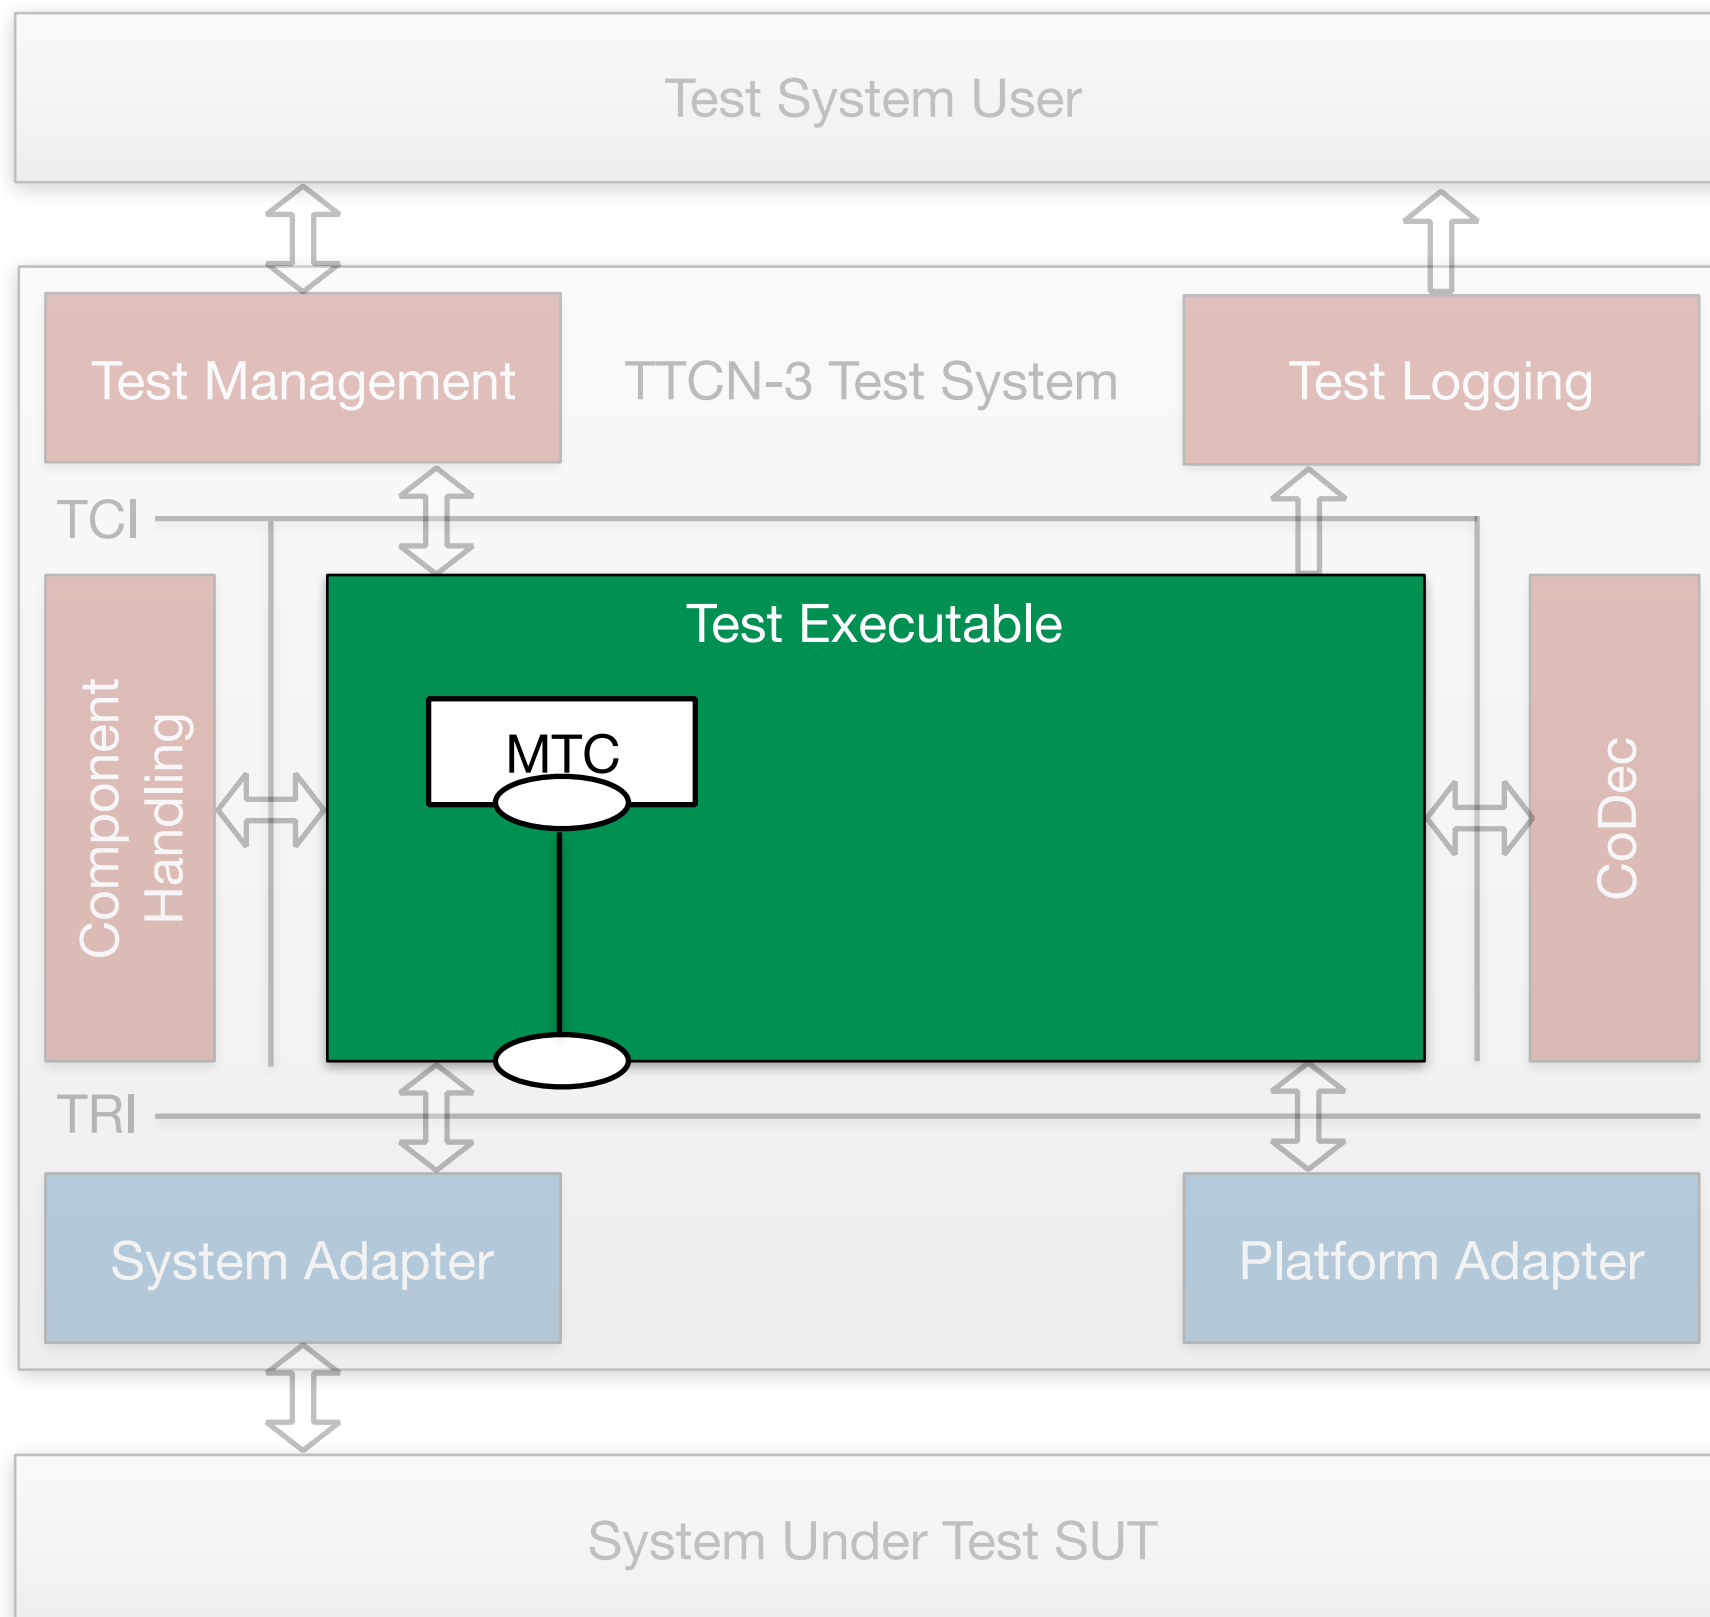 Test System User
Test Management
TTCN-3 Test System
Test Logging
TCI
Test Executable
Component
Handling
MTC
CoDec
TRI
System Adapter
Platform Adapter
System Under Test SUT